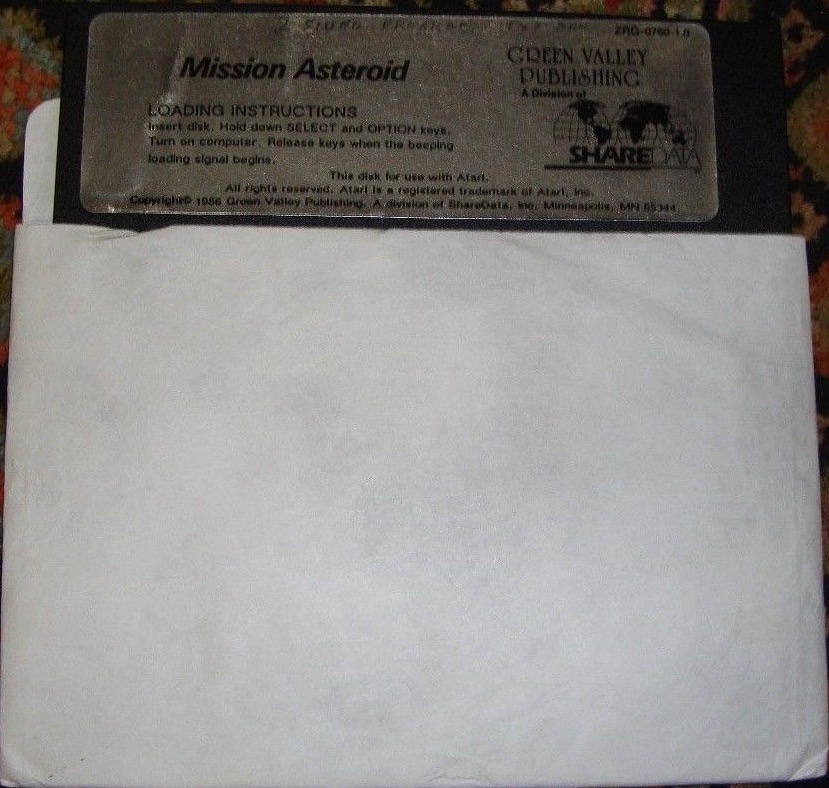 ZRG-0760-1.0
Mission Asteroid
GREEN VALLEY
PUBLISHING
A Division of
SHAREDATA
LOADING INSTRUCTIONS
Insert disk. Hold down SELECT and OPTION keys.
Turn on computer. Release keys when the beeping
loading signal begins.
This disk for use with Atari.
All rights reserved. Atari is a registered trademark of Atari, Inc.
Copyright© 1986 Green Valley Publishing. A division of ShareData, Inc. Minneapolis, MN 55344